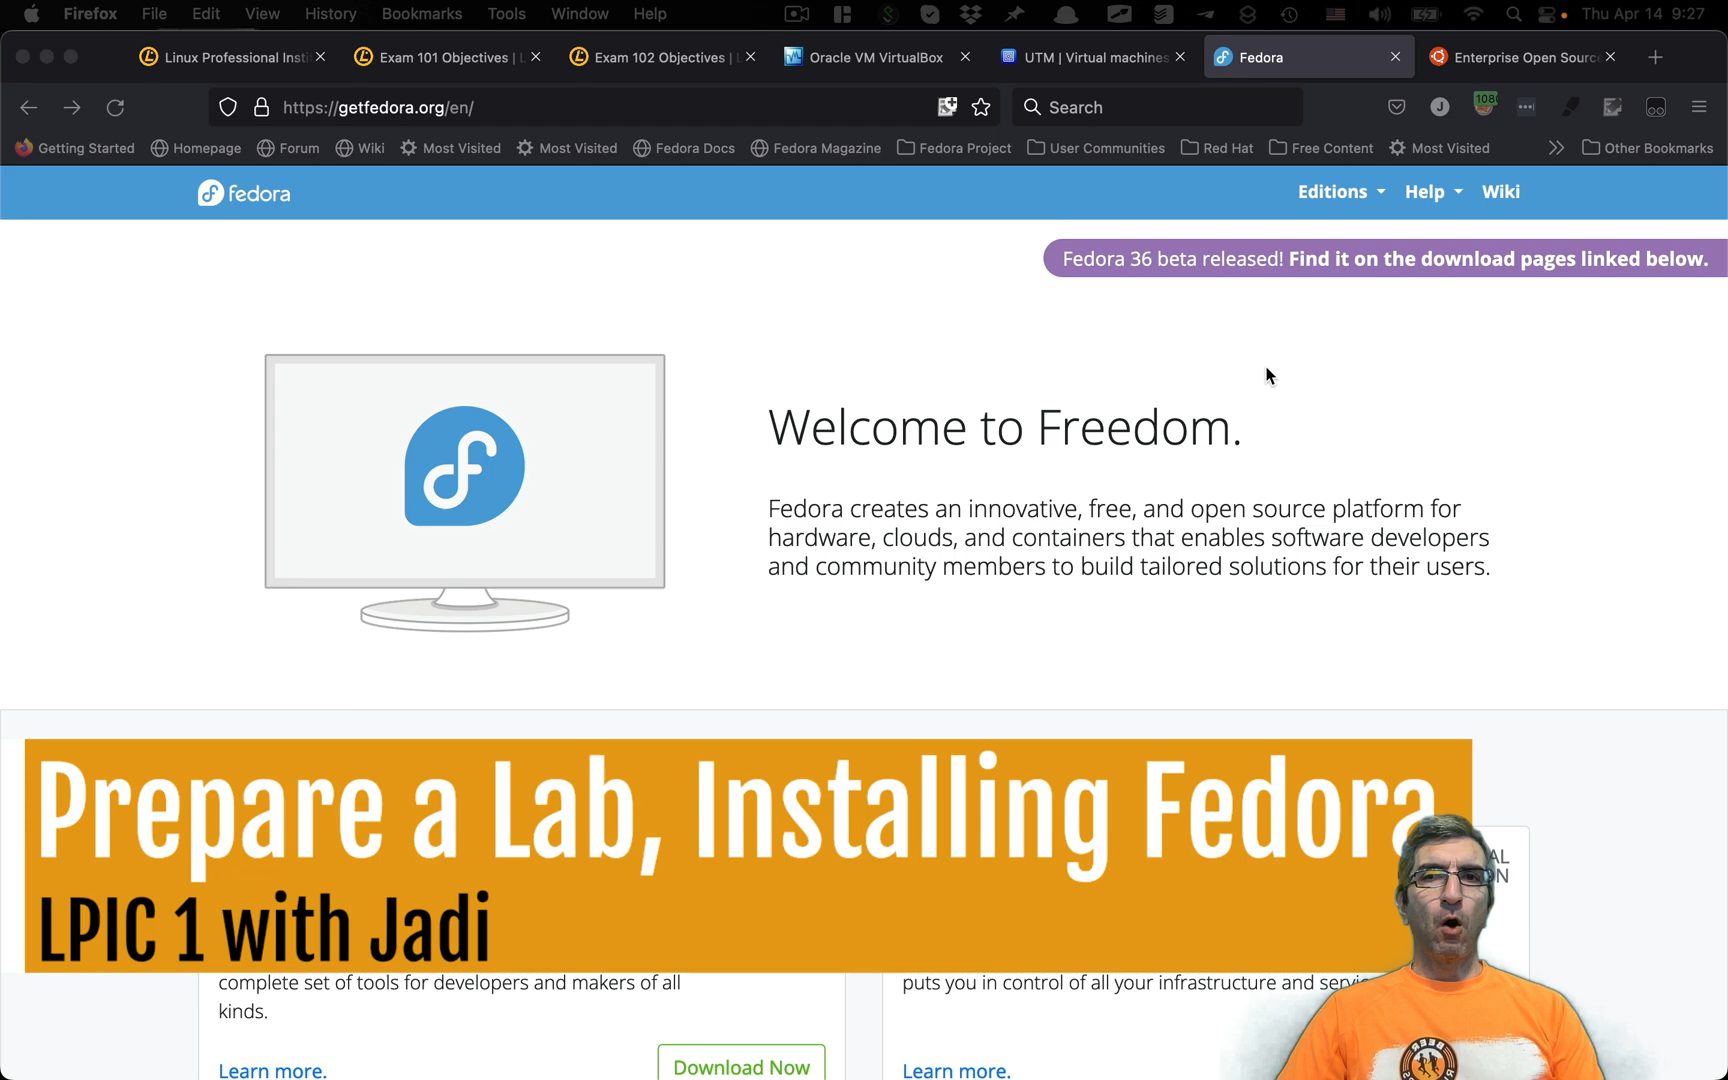 Firefox File Edit View History Bookmarks Tools Window Help Thu Apr 14 9:27
Linux Professional Insti Exam 101 Objectives | L Exam 102 Objectives | L Oracle VM VirtualBox UTM | Virtual machines Fedora Enterprise Open Source
https://getfedora.org/en/ Search J 108
Getting Started Homepage Forum Wiki Most Visited Most Visited Fedora Docs Fedora Magazine Fedora Project User Communities Red Hat Free Content Most Visited Other Bookmarks
fedora Editions Help Wiki
Fedora 36 beta released! Find it on the download pages linked below.
Welcome to Freedom.
Fedora creates an innovative, free, and open source platform for
hardware, clouds, and containers that enables software developers
and community members to build tailored solutions for their users.
Prepare a Lab, Installing Fedora
LPIC 1 with Jadi
complete set of tools for developers and makers of all
kinds.
Learn more.
Download Now
puts you in control of all your infrastructure and
Learn more.